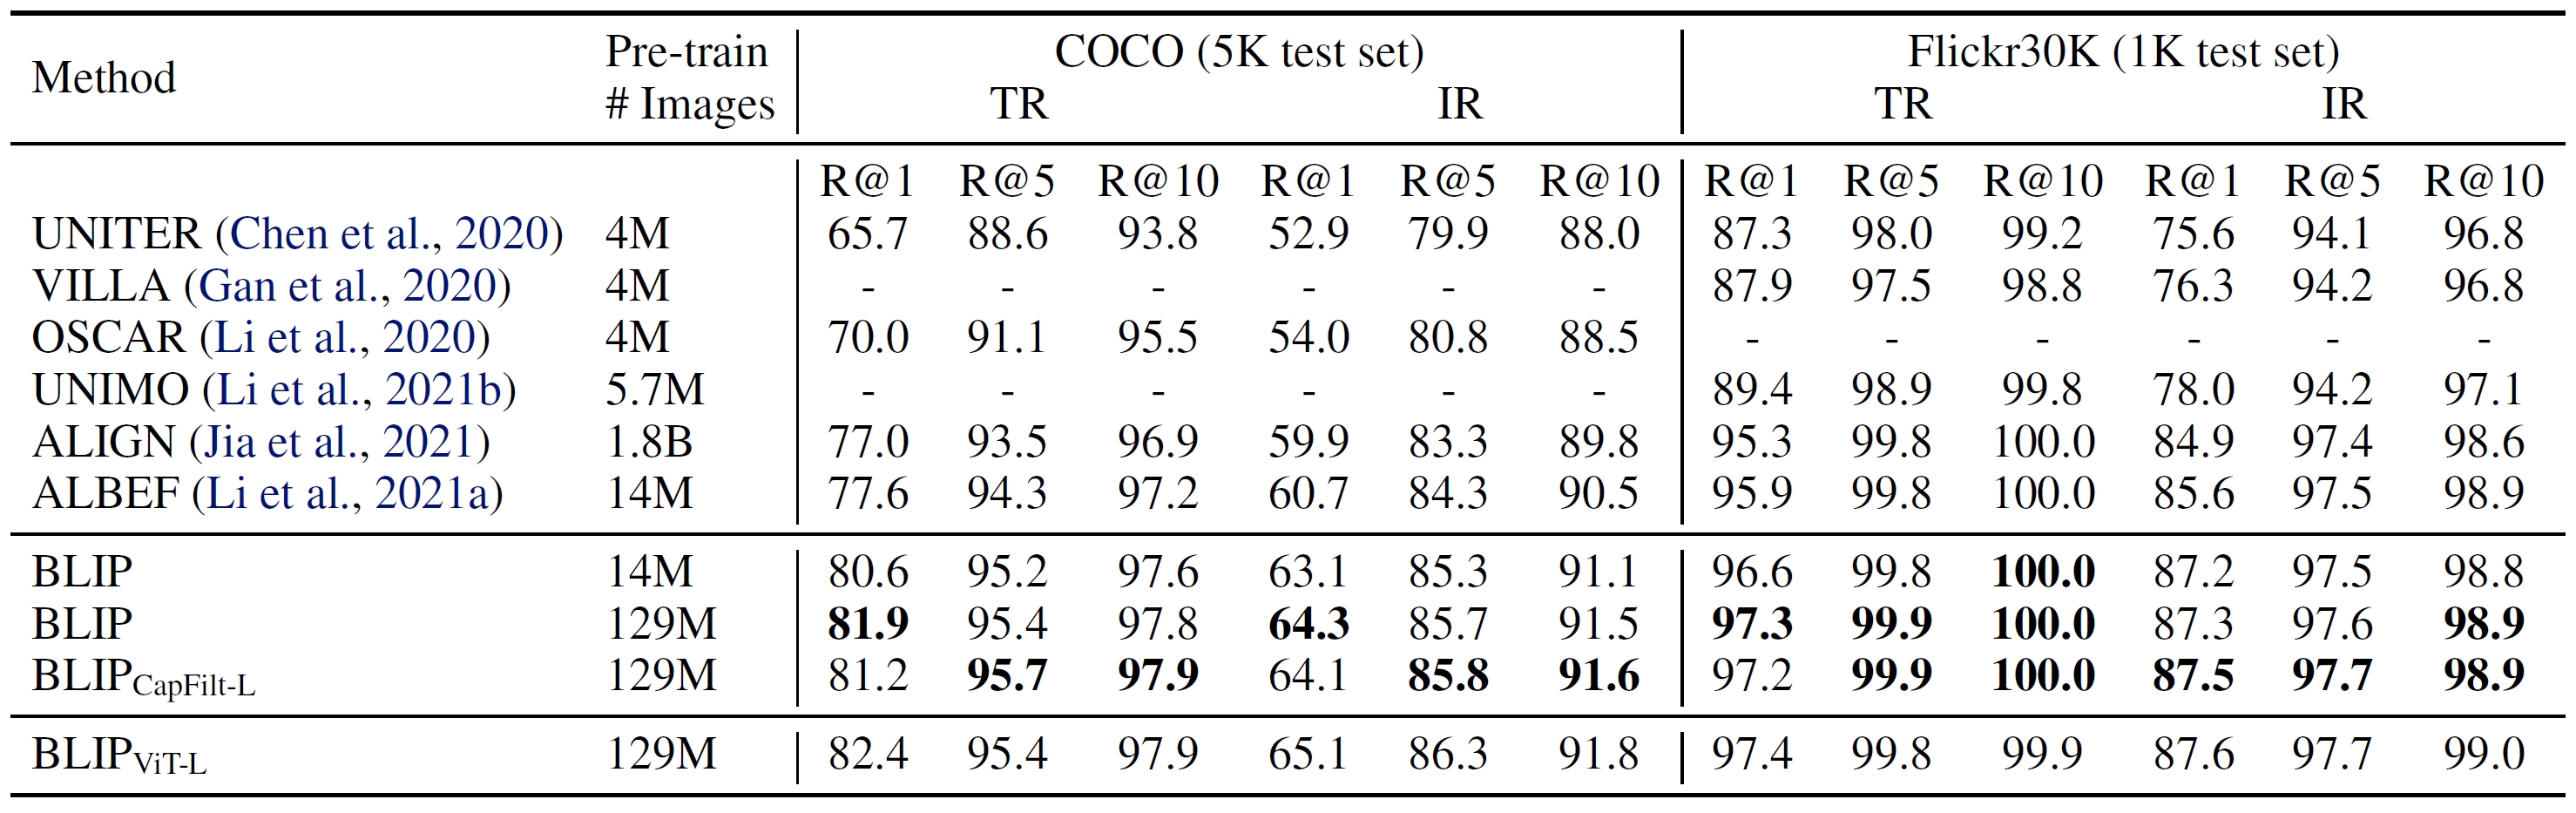 Method Pre-train # Images COCO (5K test set) Flickr30K (1K test set)
TR IR TR IR
R@1 R@5 R@10 R@1 R@5 R@10 R@1 R@5 R@10 R@1 R@5 R@10
UNITER (Chen et al., 2020) 4M 65.7 88.6 93.8 52.9 79.9 88.0 87.3 98.0 99.2 75.6 94.1 96.8
VILLA (Gan et al., 2020) 4M - - - - - - 87.9 97.5 98.8 76.3 94.2 96.8
OSCAR (Li et al., 2020) 4M 70.0 91.1 95.5 54.0 80.8 88.5 - - - - - -
UNIMO (Li et al., 2021b) 5.7M - - - - - - 89.4 98.9 99.8 78.0 94.2 97.1
ALIGN (Jia et al., 2021) 1.8B 77.0 93.5 96.9 59.9 83.3 89.8 95.3 99.8 100.0 84.9 97.4 98.6
ALBEF (Li et al., 2021a) 14M 77.6 94.3 97.2 60.7 84.3 90.5 95.9 99.8 100.0 85.6 97.5 98.9
BLIP 14M 80.6 95.2 97.6 63.1 85.3 91.1 96.6 99.8 100.0 87.2 97.5 98.8
BLIP 129M 81.9 95.4 97.8 64.3 85.7 91.5 97.3 99.9 100.0 87.3 97.6 98.9
BLIP CapFilt-L 129M 81.2 95.7 97.9 64.1 85.8 91.6 97.2 99.9 100.0 87.5 97.7 98.9
BLIP ViT-L 129M 82.4 95.4 97.9 65.1 86.3 91.8 97.4 99.8 99.9 87.6 97.7 99.0